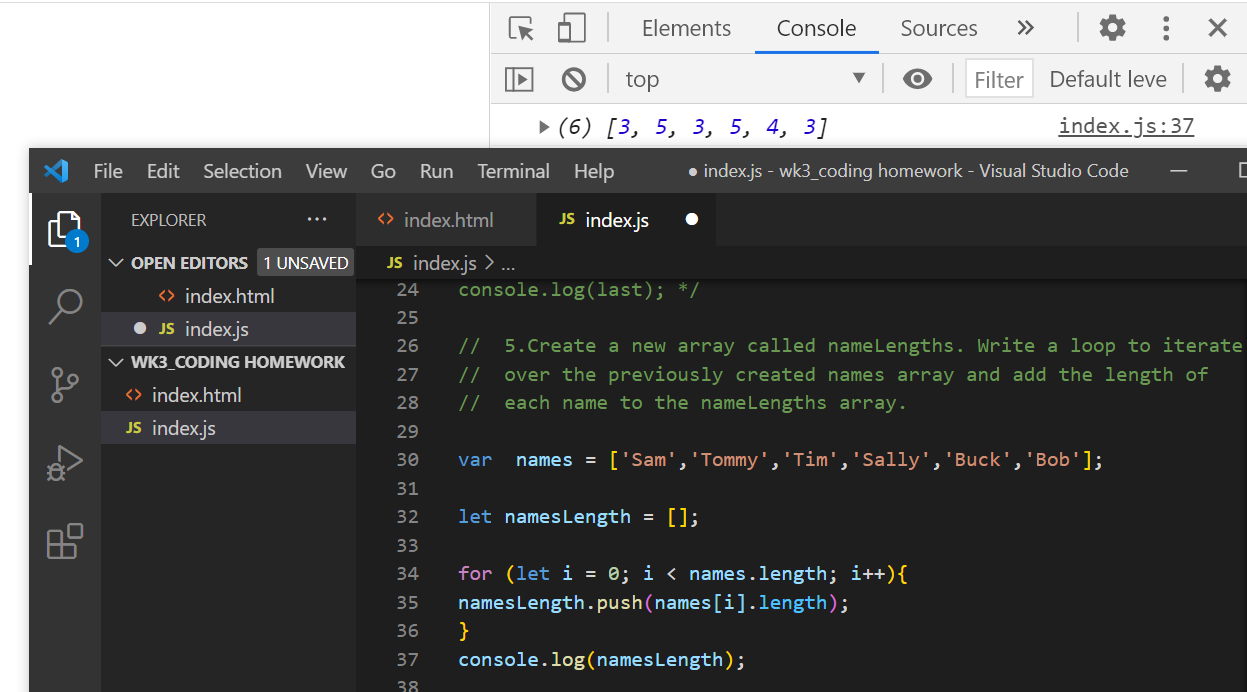 Elements Console Sources
top Filter Default leve
(6) [3, 5, 3, 5, 4, 3] index.js:37
File Edit Selection View Go Run Terminal Help ● index.js - wk3_coding homework - Visual Studio Code
EXPLORER ··· <> index.html JS index.js ●
OPEN EDITORS 1 UNSAVED JS index.js > ...
<> index.html
● JS index.js
WK3_CODING HOMEWORK
<> index.html
JS index.js
1
24 console.log(last); */
25
26 // 5.Create a new array called nameLengths. Write a loop to iterate
27 // over the previously created names array and add the length of
28 // each name to the nameLengths array.
29
30 var names = ['Sam','Tommy','Tim','Sally','Buck','Bob'];
31
32 let namesLength = [];
33
34 for (let i = 0; i < names.length; i++){
35 namesLength.push(names[i].length);
36 }
37 console.log(namesLength);
38